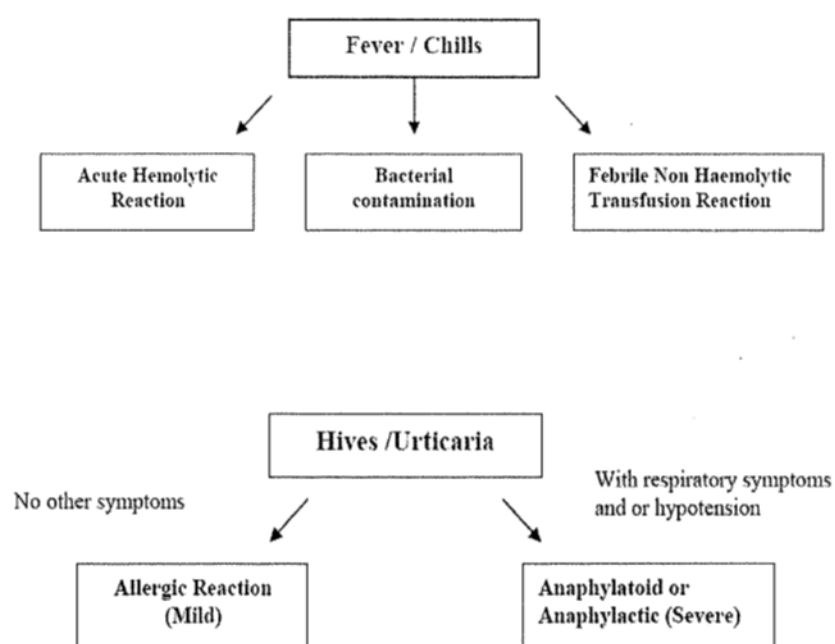 Fever / Chills
Acute Hemolytic
Reaction
Bacterial
contamination
Febrile Non Haemolytic
Transfusion Reaction
Hives /Urticaria
No other symptoms
With respiratory symptoms
and or hypotension
Allergic Reaction
(Mild)
Anaphylatoid or
Anaphylactic (Severe)